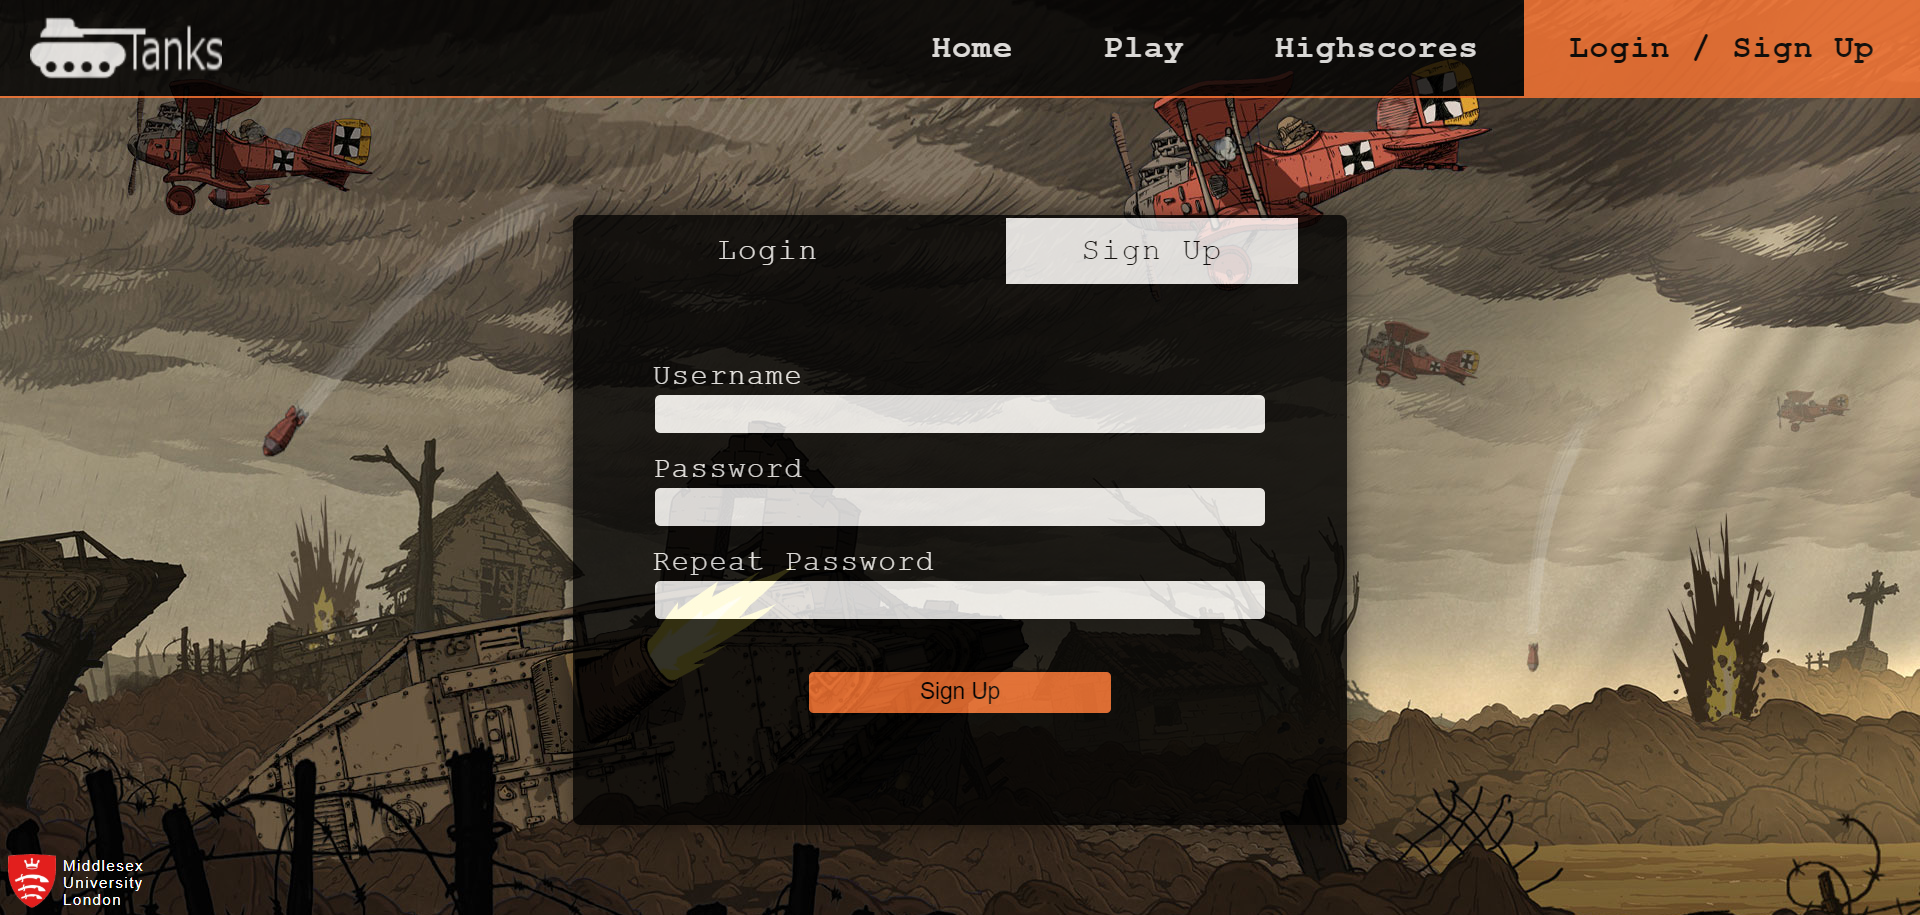 Tanks
Home Play Highscores Login / Sign Up
Login Sign Up
Username
Password
Repeat Password
Sign Up
Middlesex
University
London